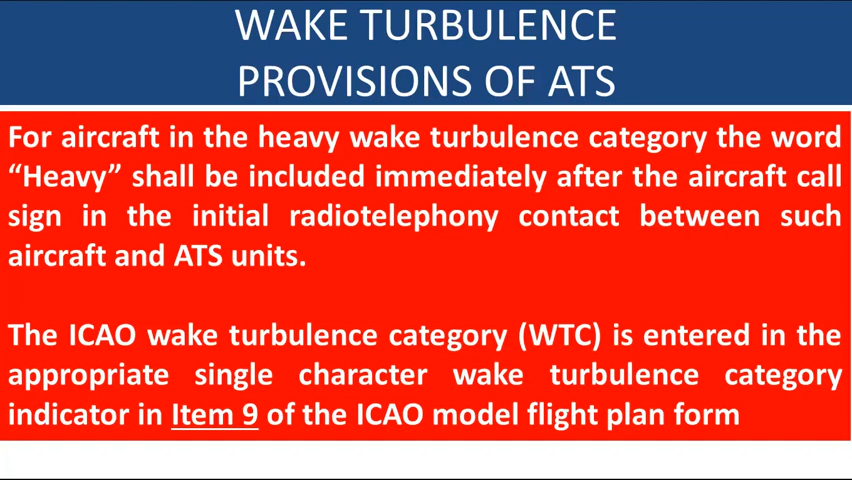 WAKE TURBULENCE
PROVISIONS OF ATS
For aircraft in the heavy wake turbulence category the word
“Heavy” shall be included immediately after the aircraft call
sign in the initial radiotelephony contact between such
aircraft and ATS units.
The ICAO wake turbulence category (WTC) is entered in the
appropriate single character wake turbulence category
indicator in Item 9 of the ICAO model flight plan form